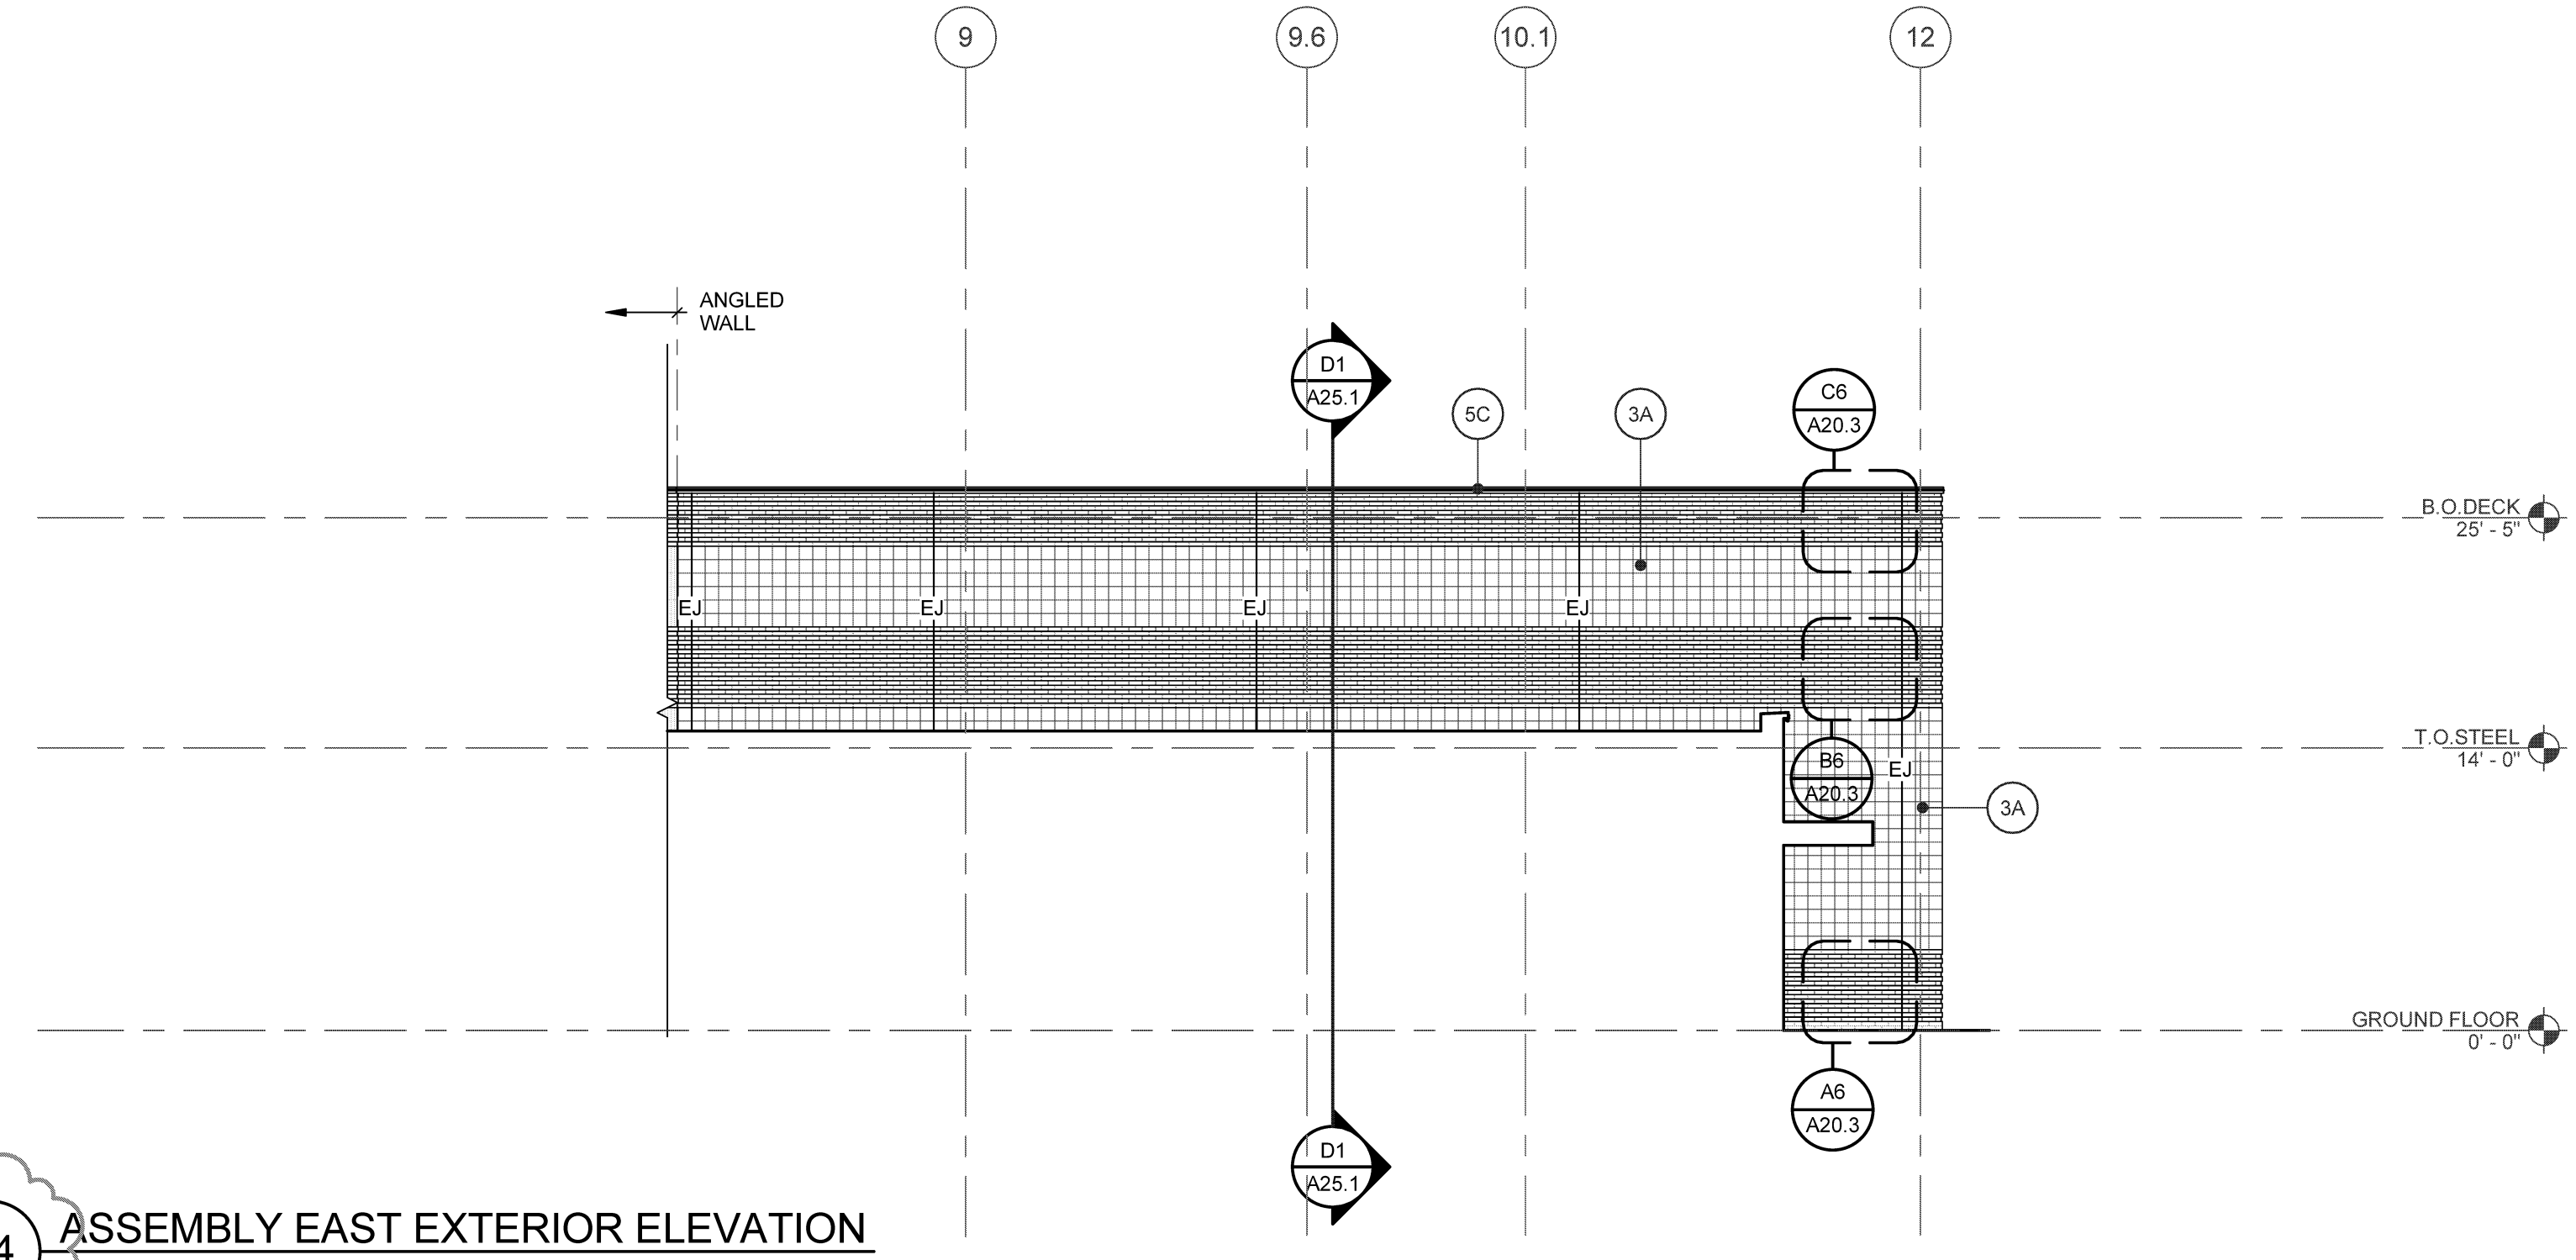 9
9.6
10.1
12
ANGLED
WALL
D1
A25.1
5C
3A
C6
A20.3
B.O.DECK
25' - 5"
EJ
EJ
EJ
EJ
T.O.STEEL
14' - 0"
B6
A20.3
EJ
3A
GROUND FLOOR
0' - 0"
A6
A20.3
D1
A25.1
4
ASSEMBLY EAST EXTERIOR ELEVATION